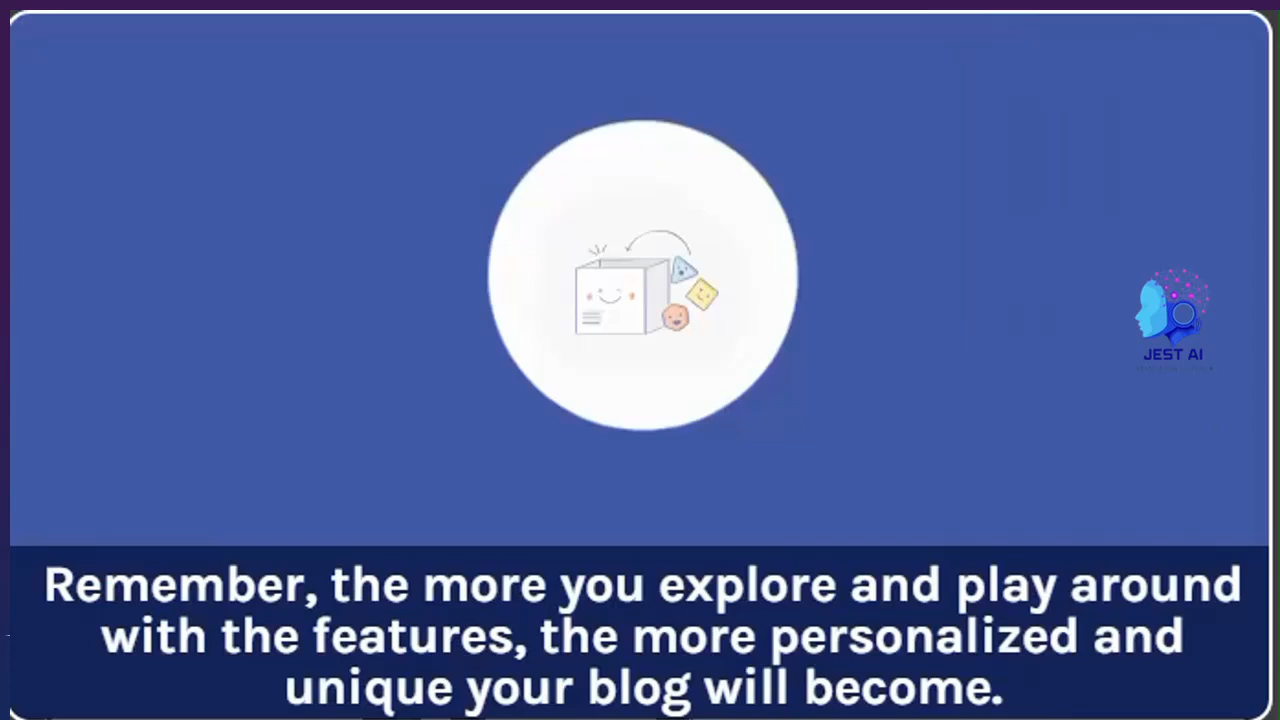 JEST AI
Remember, the more you explore and play around
with the features, the more personalized and
unique your blog will become.